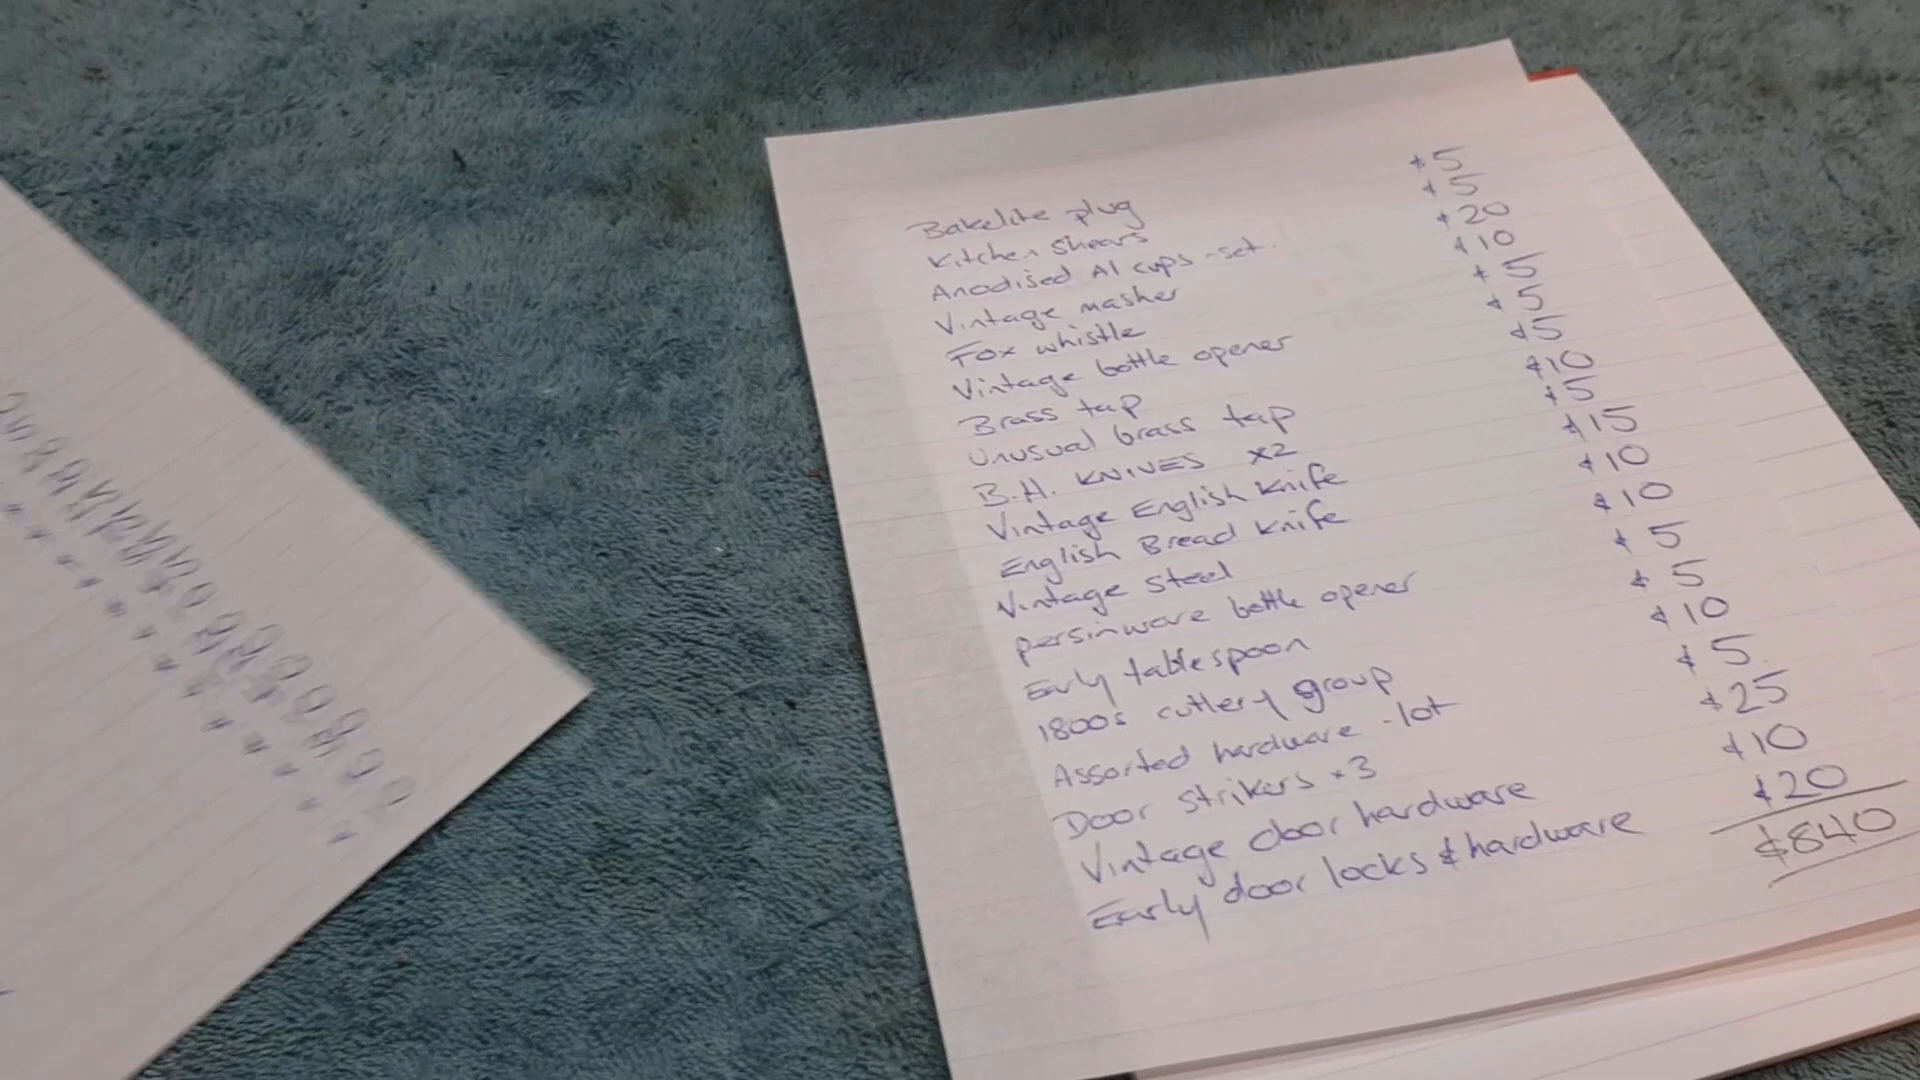 Bakelite plug $5
Kitchen shears $5
Anodised Al cups - set. $20
Vintage masher $10
Fox whistle $5
Vintage bottle opener $5
Brass tap $5
Unusual brass tap $10
B.H. KNIVES x2 $5
Vintage English Knife $15
English Bread Knife $10
Vintage Steel $10
persinware bottle opener $5
Early tablespoon $5
1800s cutlery group $10
Assorted hardware - lot $5
Door strikers x3 $25
Vintage door hardware $10
Early door locks & hardware $20
$840